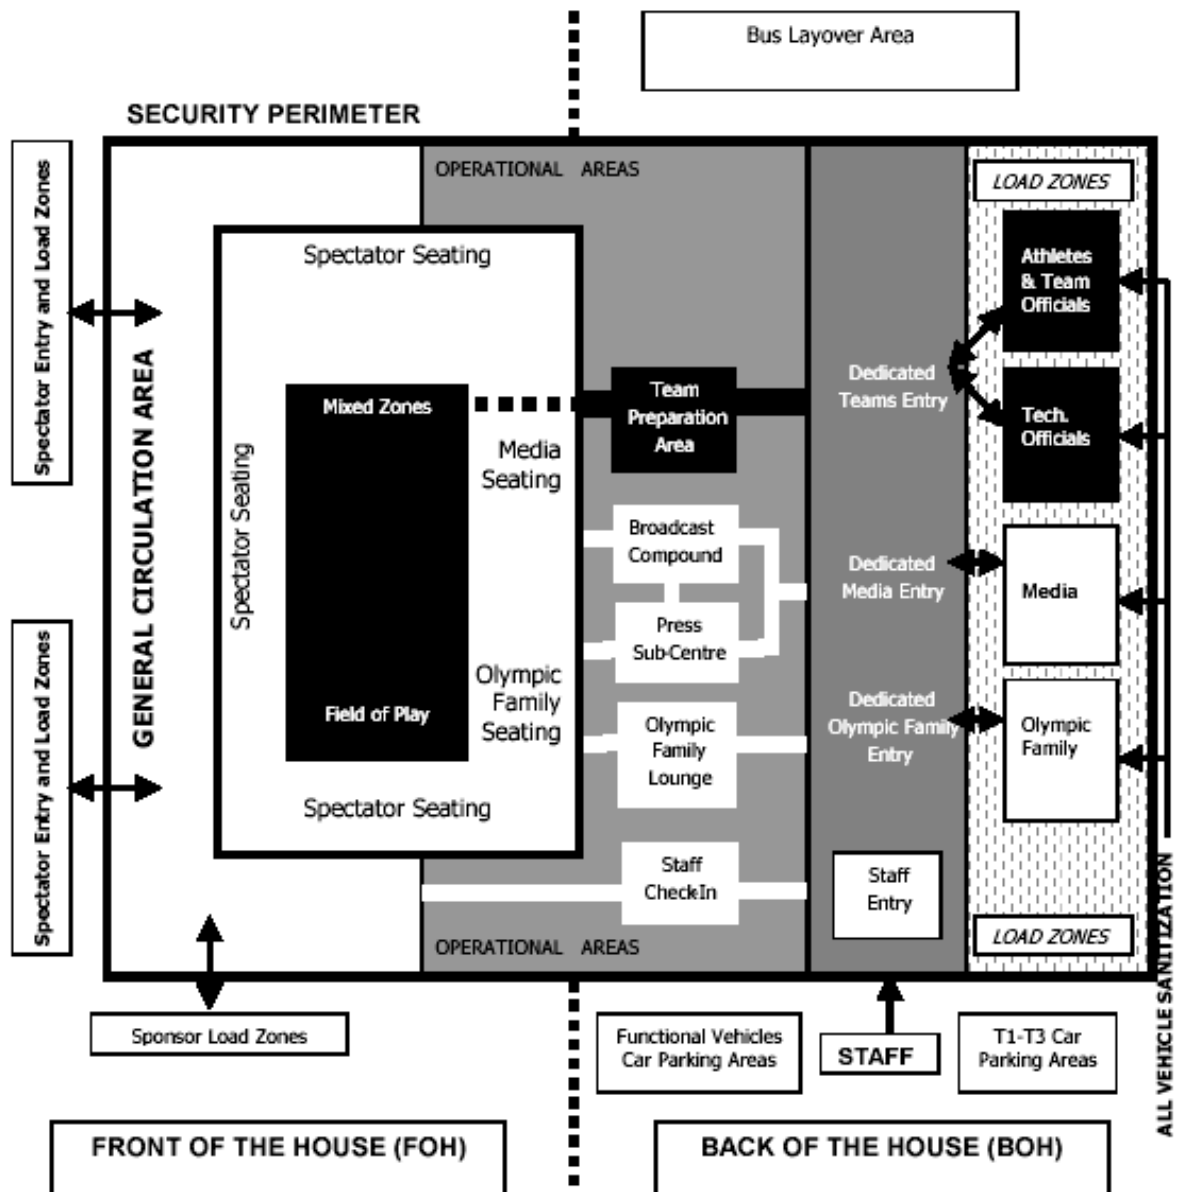 Bus Layover Area
SECURITY PERIMETER
OPERATIONAL AREAS
LOAD ZONES
Spectator Entry and Load Zones
Spectator Entry and Load Zones
GENERAL CIRCULATION AREA
Spectator Seating
Spectator Seating
Spectator Seating
Mixed Zones
Field of Play
Media
Seating
Olympic
Family
Seating
Team
Preparation
Area
Broadcast
Compound
Press
Sub-Centre
Olympic
Family
Lounge
Staff
Check-In
OPERATIONAL AREAS
Dedicated
Teams Entry
Dedicated
Media Entry
Dedicated
Olympic Family
Entry
Staff
Entry
Athletes
& Team
Officials
Tech.
Officials
Media
Olympic
Family
LOAD ZONES
ALL VEHICLE SANITIZATION
Sponsor Load Zones
Functional Vehicles
Car Parking Areas
STAFF
T1-T3 Car
Parking Areas
FRONT OF THE HOUSE (FOH)
BACK OF THE HOUSE (BOH)